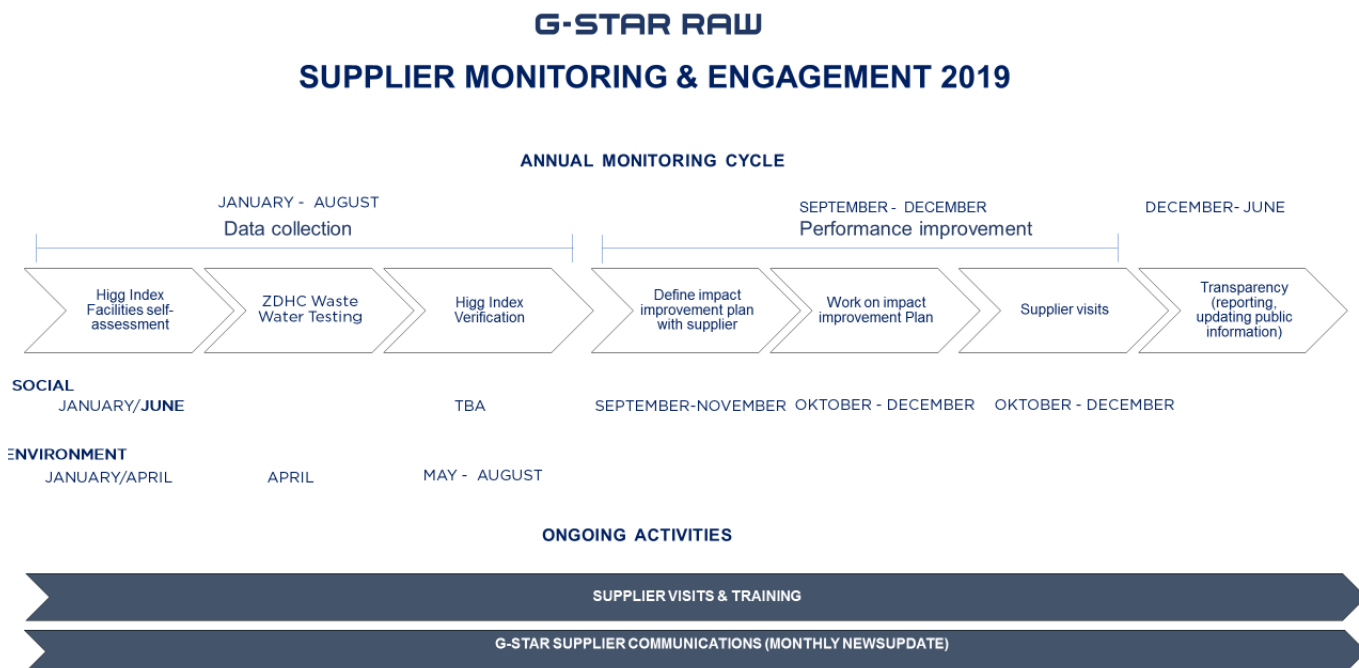 G-STAR RAW
SUPPLIER MONITORING & ENGAGEMENT 2019
ANNUAL MONITORING CYCLE
JANUARY - AUGUST
Data collection
SEPTEMBER - DECEMBER
Performance improvement
DECEMBER- JUNE
Higg Index
Facilities self-
assessment
ZDHC Waste
Water Testing
Higg Index
Verification
Define impact
improvement plan
with supplier
Work on impact
improvement Plan
Supplier visits
Transparency
(reporting,
updating public
information)
SOCIAL
JANUARY/JUNE
TBA
SEPTEMBER-NOVEMBER
OKTOBER - DECEMBER
OKTOBER - DECEMBER
ENVIRONMENT
JANUARY/APRIL
APRIL
MAY - AUGUST
ONGOING ACTIVITIES
SUPPLIER VISITS & TRAINING
G-STAR SUPPLIER COMMUNICATIONS (MONTHLY NEWSUPDATE)